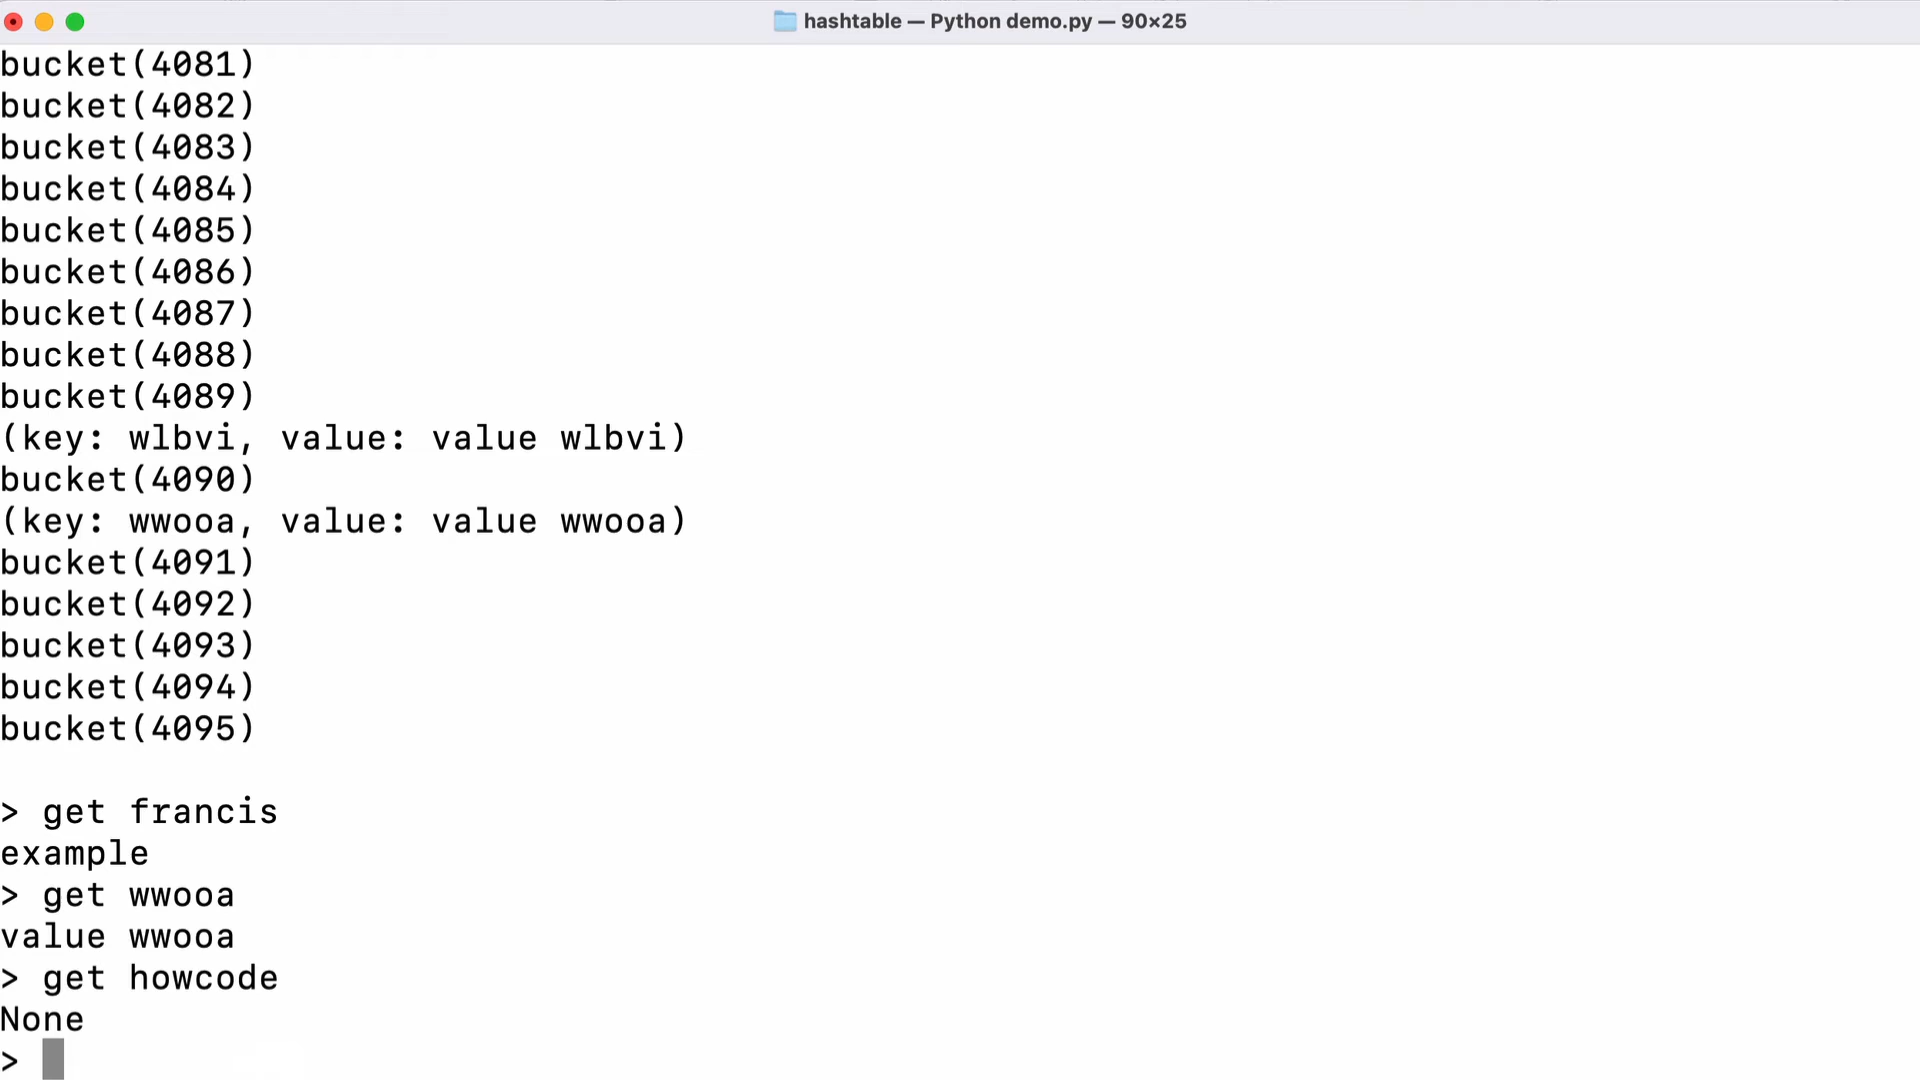 hashtable — Python demo.py — 90×25
bucket(4081)
bucket(4082)
bucket(4083)
bucket(4084)
bucket(4085)
bucket(4086)
bucket(4087)
bucket(4088)
bucket(4089)
(key: wlbvi, value: value wlbvi)
bucket(4090)
(key: wwooa, value: value wwooa)
bucket(4091)
bucket(4092)
bucket(4093)
bucket(4094)
bucket(4095)
> get francis
example
> get wwooa
value wwooa
> get howcode
None
>